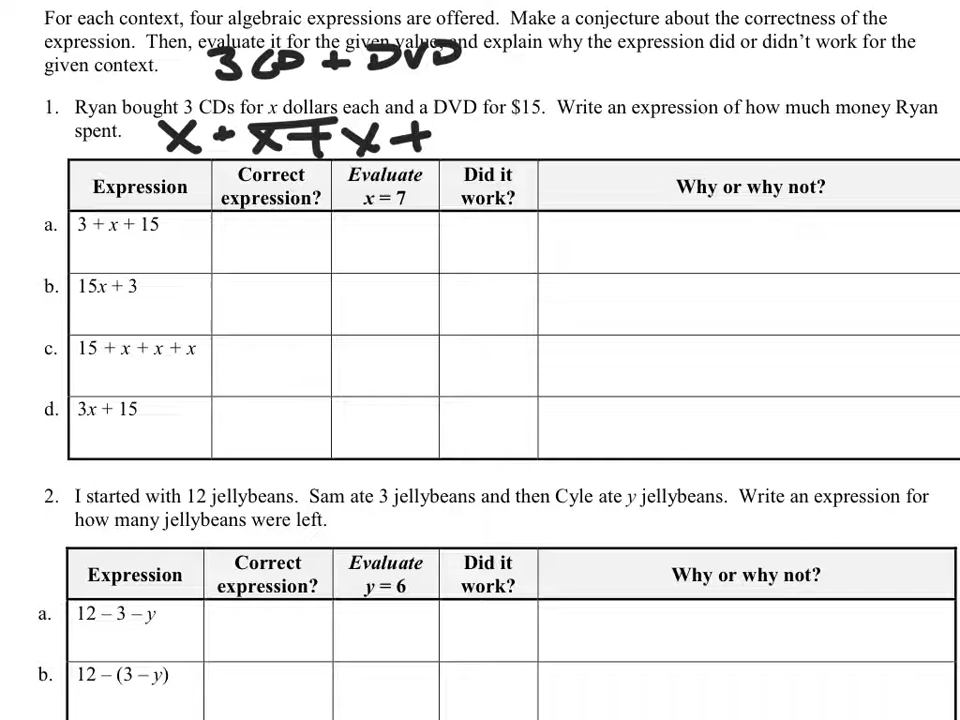 For each context, four algebraic expressions are offered. Make a conjecture about the correctness of the
expression. Then, evaluate it for the given value, and explain why the expression did or didn't work for the
given context.
3 CD + DVD
1. Ryan bought 3 CDs for x dollars each and a DVD for $15. Write an expression of how much money Ryan
spent.
x + x + x +
Expression Correct expression? Evaluate x = 7 Did it work? Why or why not?
a. 3 + x + 15
b. 15x + 3
c. 15 + x + x + x
d. 3x + 15
2. I started with 12 jellybeans. Sam ate 3 jellybeans and then Cyle ate y jellybeans. Write an expression for
how many jellybeans were left.
Expression Correct expression? Evaluate y = 6 Did it work? Why or why not?
a. 12 – 3 – y
b. 12 – (3 – y)